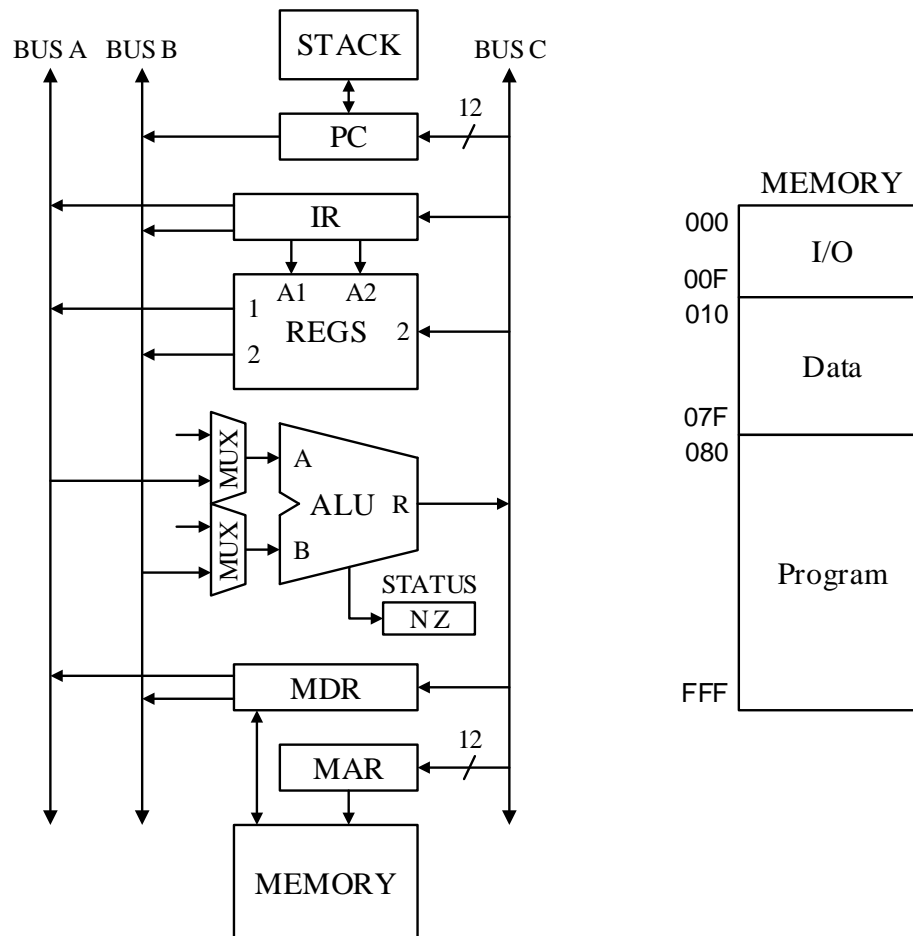 STACK
BUS A BUS B BUS C
12
PC
MEMORY
IR
000
I/O
00F
A1 A2
010
1
REGS 2
2
Data
07F
MUX
080
A
ALU R
MUX
B
Program
STATUS
N Z
MDR
FFF
12
MAR
MEMORY